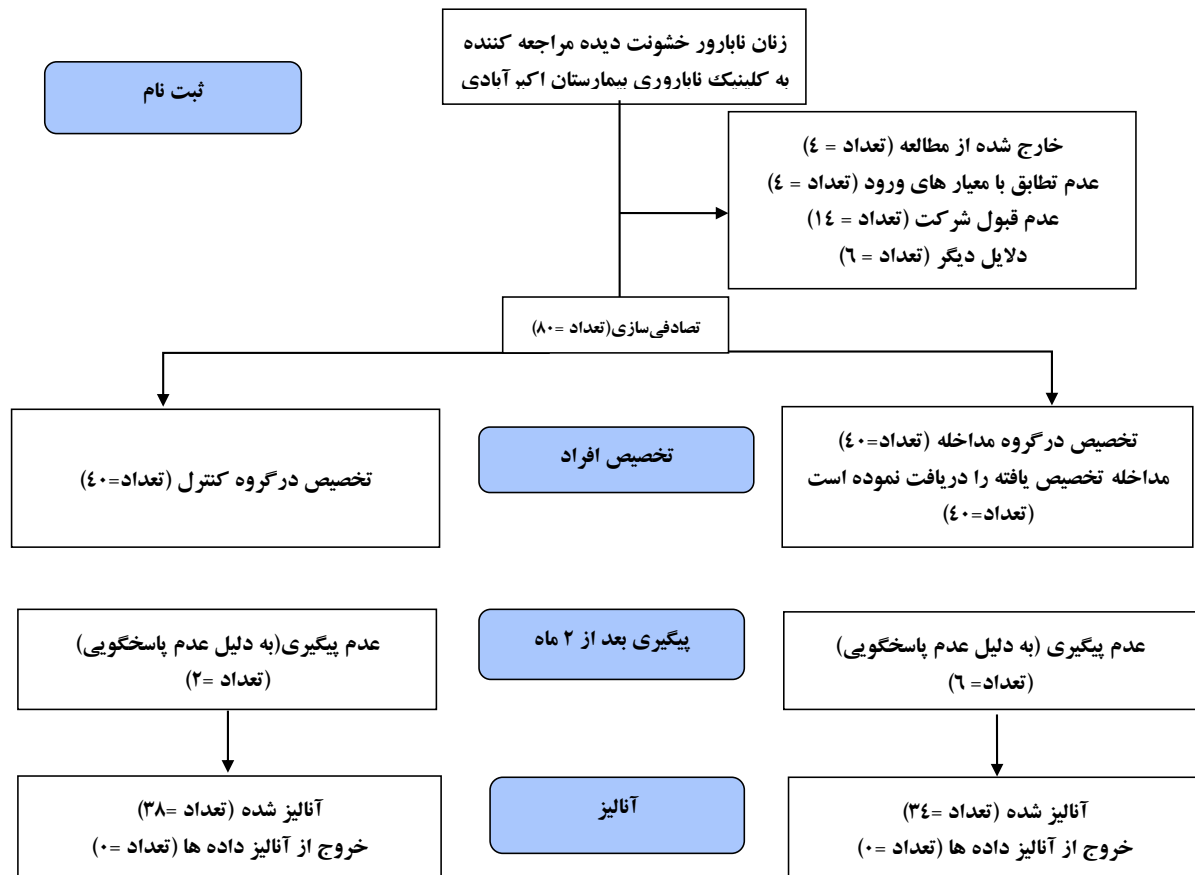 زنان نابارور خشونت دیده مراجعه کننده
به کلینیك ناباروری بیمارستان اکبرآبادی
ثبت نام
خارج شده از مطالعه (تعداد = ٤)
عدم تطابق با معیار های ورود (تعداد = ٤)
عدم قبول شرکت (تعداد = ١٤)
دلایل دیگر (تعداد = ٦)
تصادفی‌سازی(تعداد =٨٠)
تخصیص درگروه مداخله (تعداد=٤٠)
مداخله تخصیص یافته را دریافت نموده است
(تعداد=٤٠)
تخصیص افراد
تخصیص درگروه کنترل (تعداد=٤٠)
عدم پیگیری (به دلیل عدم پاسخگویی)
(تعداد= ٦)
پیگیری بعد از ٢ ماه
عدم پیگیری(به دلیل عدم پاسخگویی)
(تعداد =٢)
آنالیز شده (تعداد =٣٤)
خروج از آنالیز داده ها (تعداد =٠)
آنالیز
آنالیز شده (تعداد =٣٨)
خروج از آنالیز داده ها (تعداد =٠)